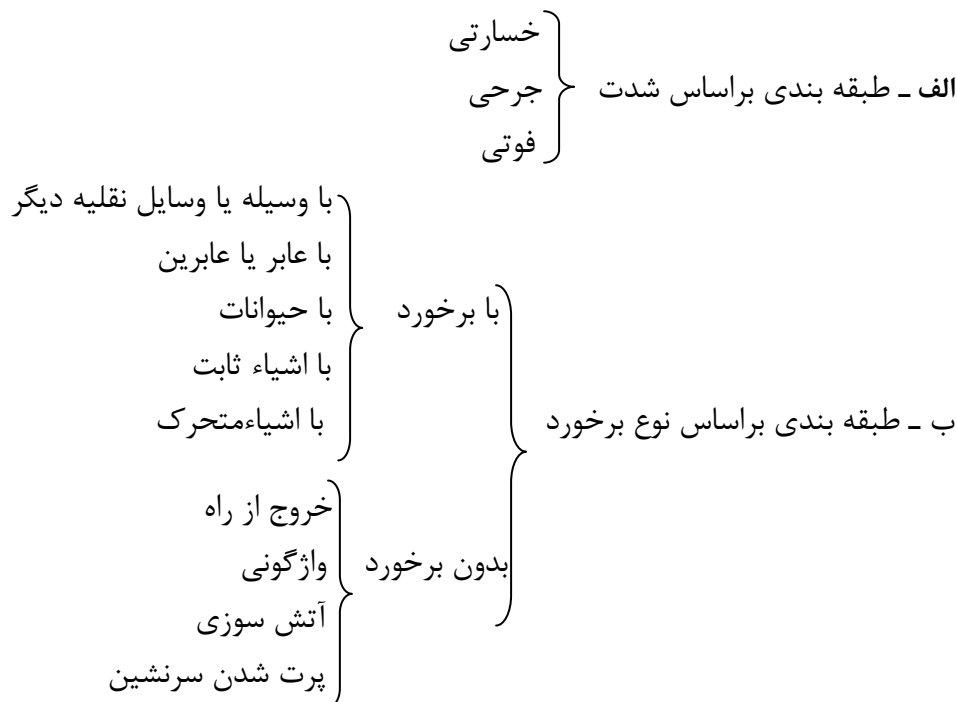 خسارتی
الف ـ طبقه بندی براساس شدت
جرحی
فوتی
با وسیله یا وسایل نقلیه دیگر
با عابر یا عابرین
با برخورد
با حیوانات
با اشیاء ثابت
ب ـ طبقه بندی براساس نوع برخورد
با اشیاءمتحرک
خروج از راه
بدون برخورد
واژگونی
آتش سوزی
پرت شدن سرنشین